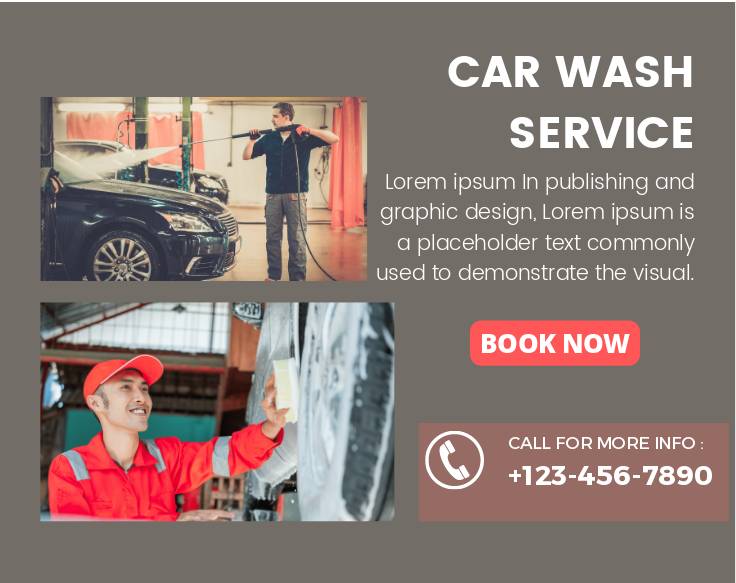 CAR WASH
SERVICE
Lorem ipsum In publishing and
graphic design, Lorem ipsum is
a placeholder text commonly
used to demonstrate the visual.
BOOK NOW
CALL FOR MORE INFO :
+123-456-7890